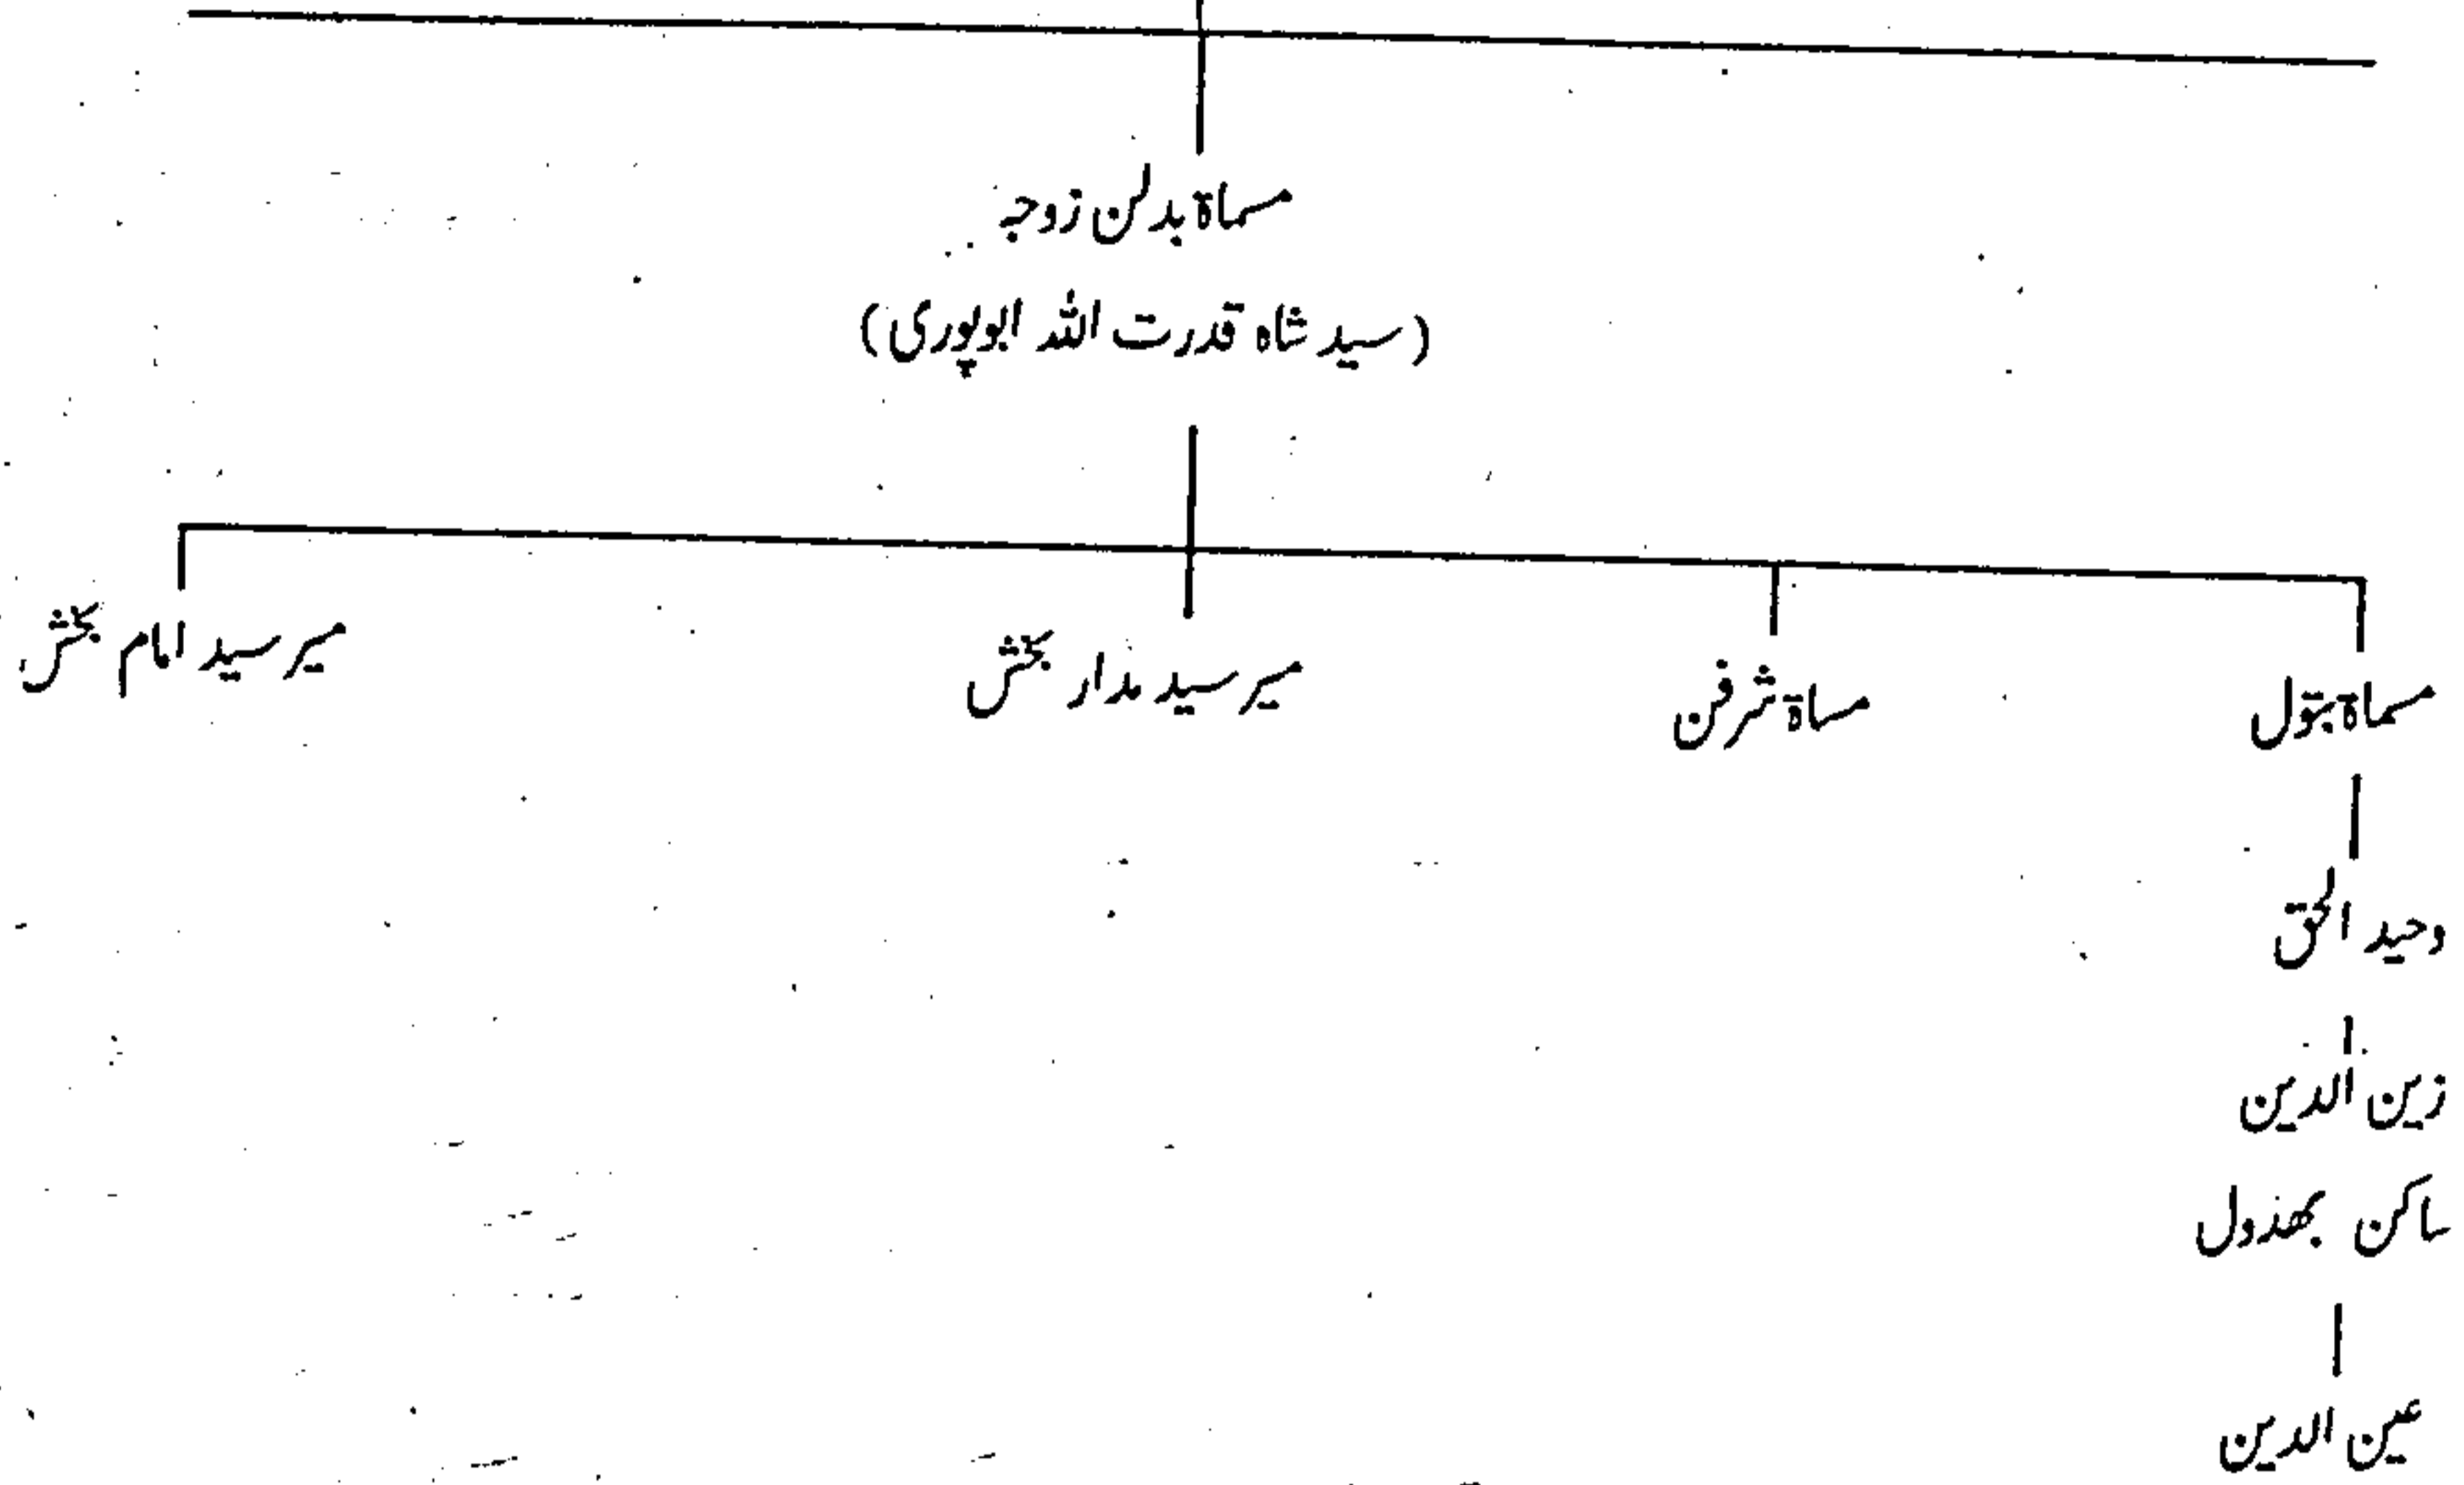 مسماۃ بدلن زوجہ
(سید شاہ قدرت اللہ ابوپوری)
مسماۃ بتول
مساۃ شرفن
میر سید مدار بخش
میر سید امام بخش
وحید الحق
زین الدین
ساکن بھندول
عین الدین